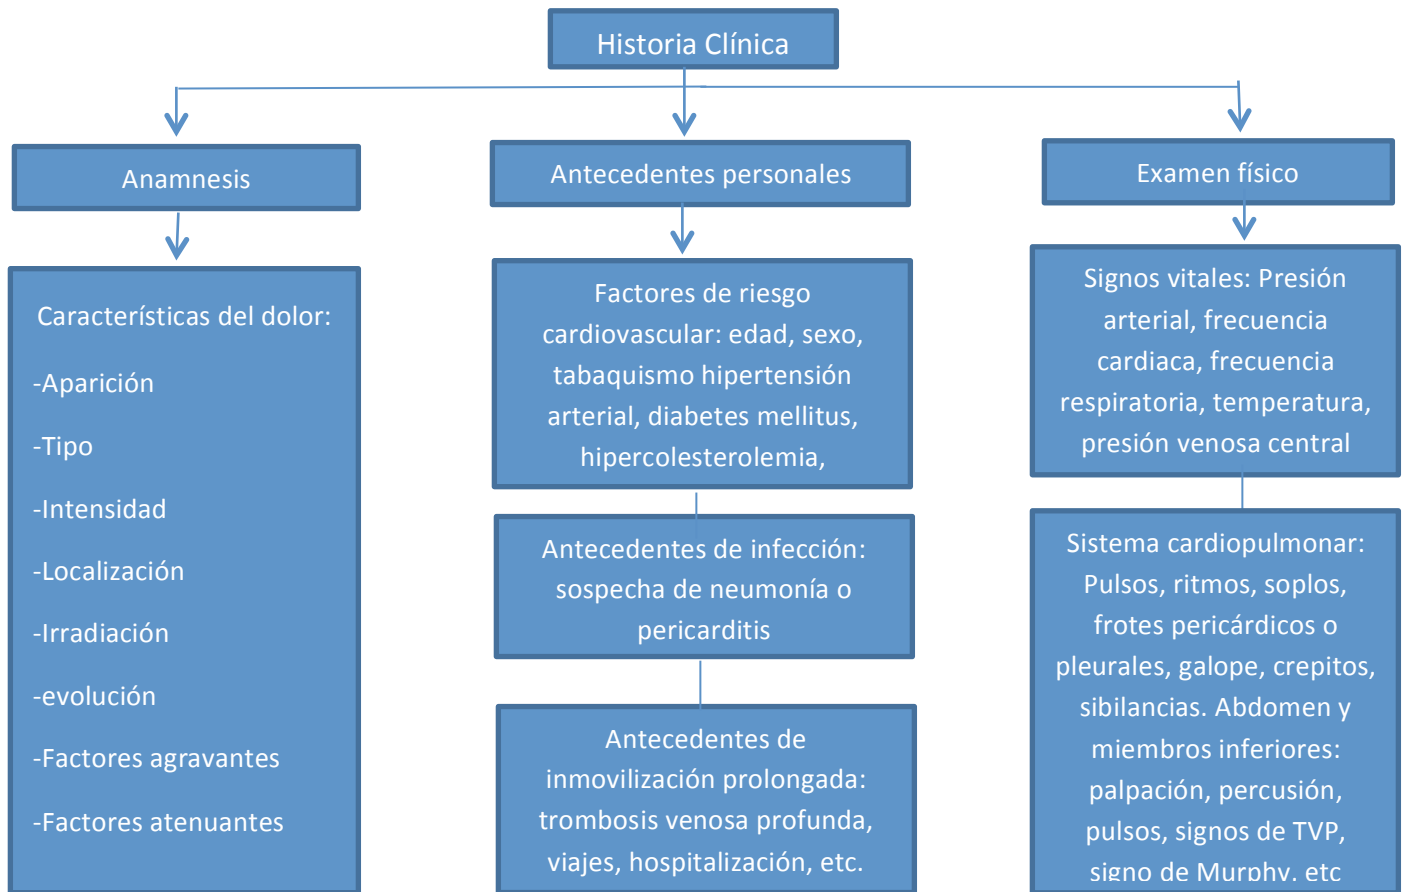 Historia Clínica
Anamnesis
Características del dolor:
-Aparición
-Tipo
-Intensidad
-Localización
-Irradiación
-evolución
-Factores agravantes
-Factores atenuantes
Antecedentes personales
Factores de riesgo
cardiovascular: edad, sexo,
tabaquismo hipertensión
arterial, diabetes mellitus,
hipercolesterolemia,
Antecedentes de infección:
sospecha de neumonía o
pericarditis
Antecedentes de
inmovilización prolongada:
trombosis venosa profunda,
viajes, hospitalización, etc.
Examen físico
Signos vitales: Presión
arterial, frecuencia
cardiaca, frecuencia
respiratoria, temperatura,
presión venosa central
Sistema cardiopulmonar:
Pulsos, ritmos, soplos,
frotes pericárdicos o
pleurales, galope, crepitos,
sibilancias. Abdomen y
miembros inferiores:
palpación, percusión,
pulsos, signos de TVP,
signo de Murphy. etc